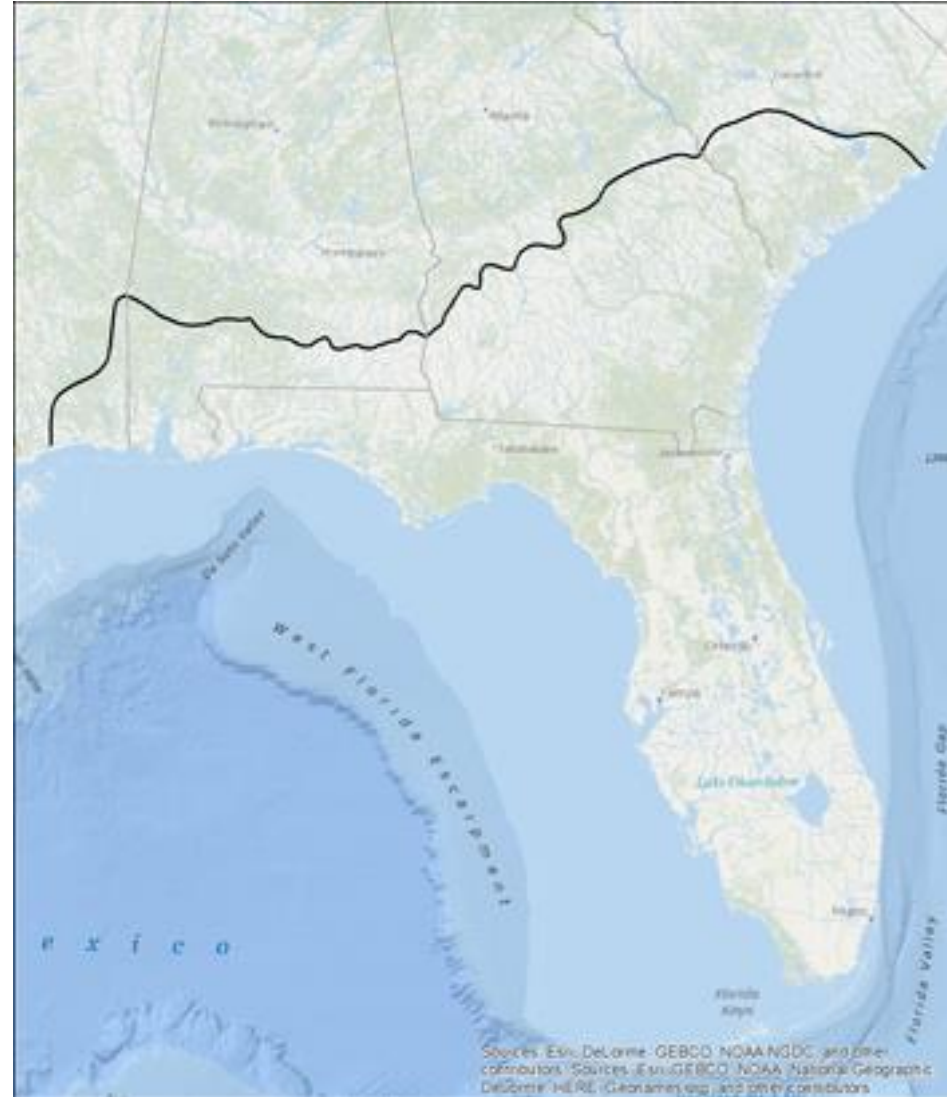 Columbia
Birmingham
Atlanta
Montgomery
Tallahassee
Jacksonville
De Soto Valley
West Florida Escarpment
Orlando
Tampa
Lake Okeechobee
Florida Gap
Miami
exico
Florida Valley
Florida
Keys
Sources: Esri, DeLorme, GEBCO, NOAA NGDC, and other
contributors Sources: Esri, GEBCO, NOAA, National Geographic,
DeLorme, HERE, Geonames.org, and other contributors